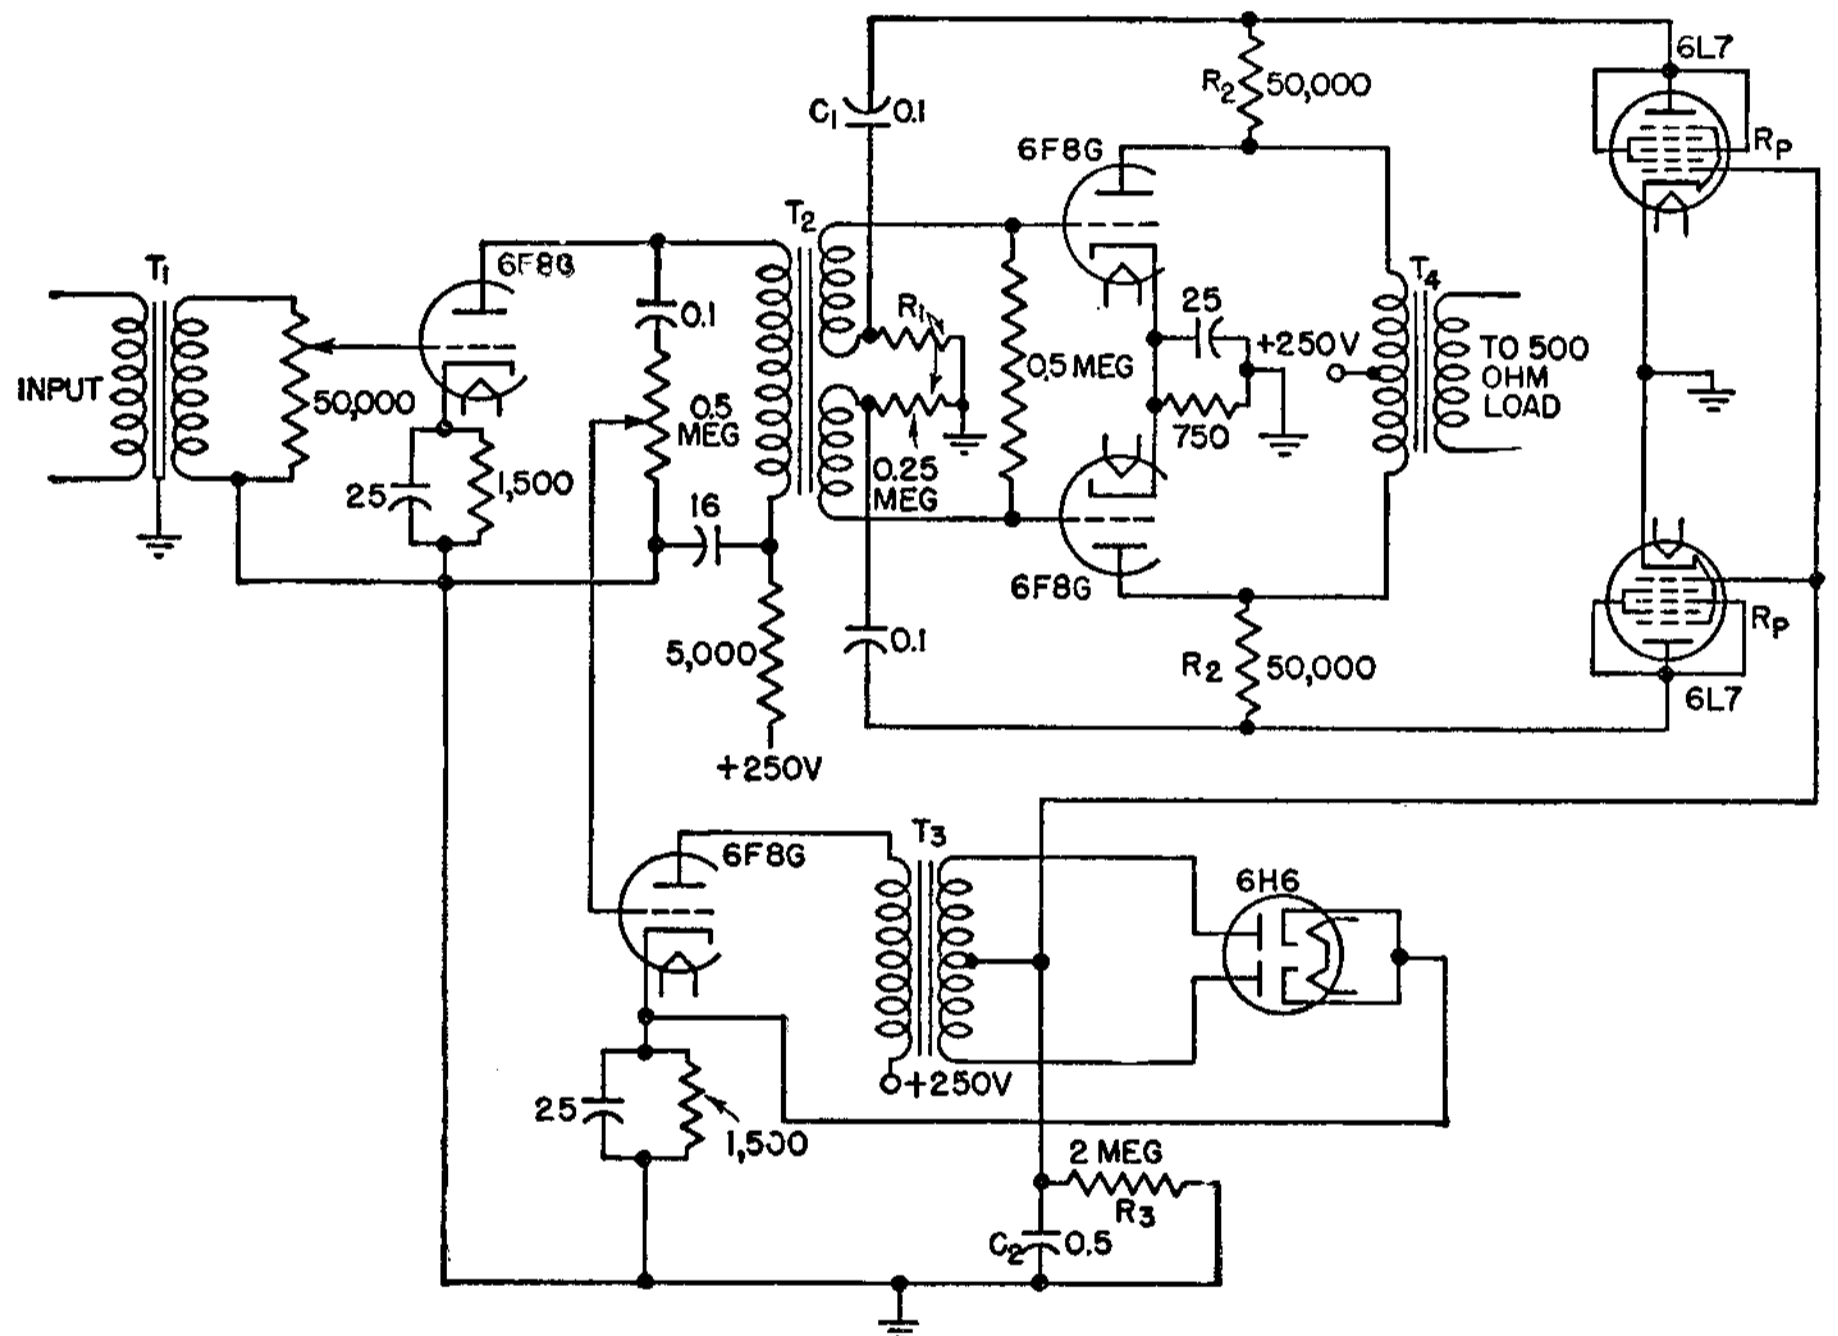 6L7
R2 50,000
C1 0.1
RP
6F8G
T2
T1
6F8G
T4
0.1
R1
25
+250V
0.5 MEG
TO 500
OHM
LOAD
INPUT
50,000
0.5
MEG
750
0.25
MEG
25
1,500
16
6F8G
RP
5,000
0.1
R2
50,000
6L7
+250V
T3
6F8G
6H6
+250V
25
1,500
2 MEG
R3
C2 0.5